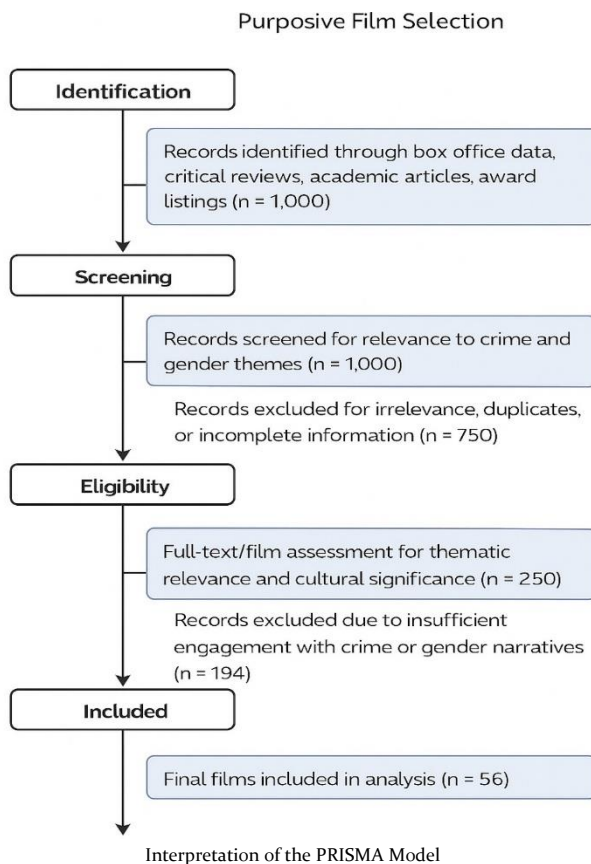 Purposive Film Selection
Identification
Records identified through box office data,
critical reviews, academic articles, award
listings (n = 1,000)
Screening
Records screened for relevance to crime and
gender themes (n = 1,000)
Records excluded for irrelevance, duplicates,
or incomplete information (n = 750)
Eligibility
Full-text/film assessment for thematic
relevance and cultural significance (n = 250)
Records excluded due to insufficient
engagement with crime or gender narratives
(n = 194)
Included
Final films included in analysis (n = 56)
Interpretation of the PRISMA Model